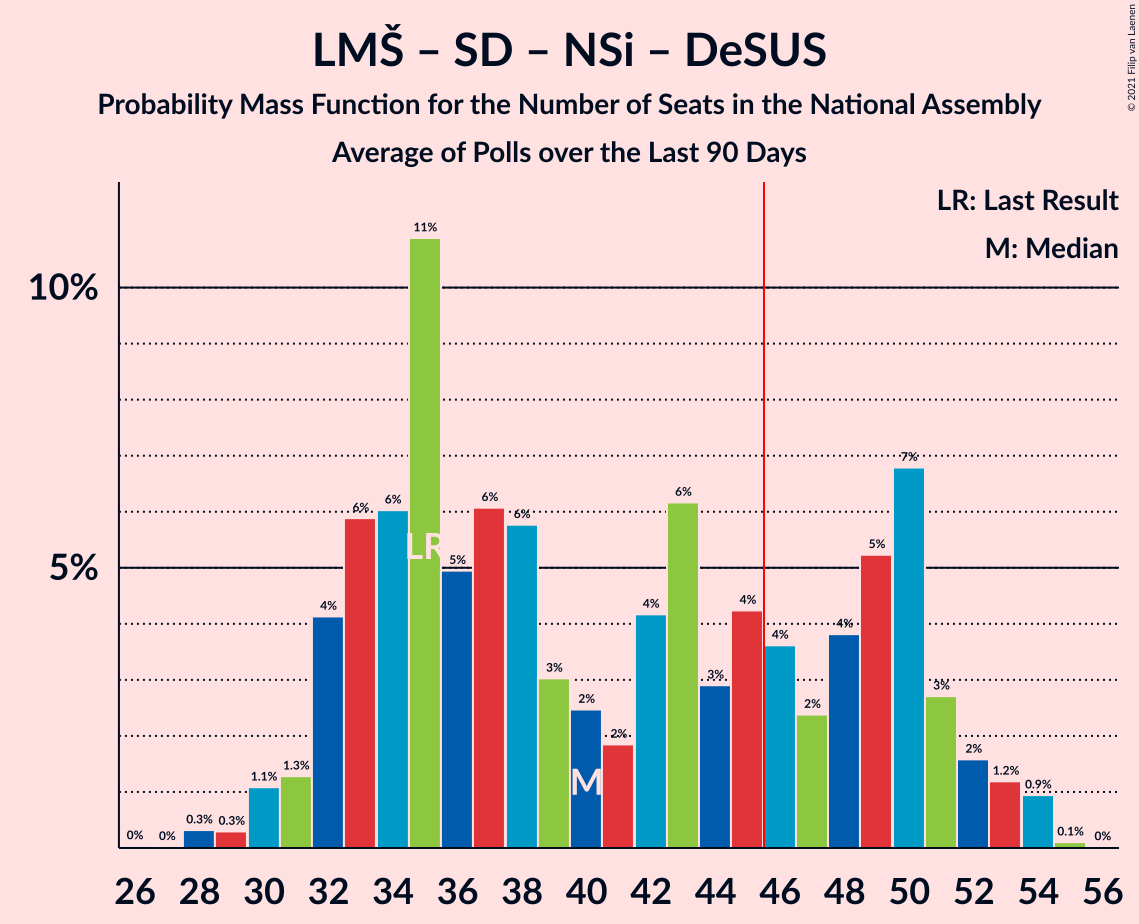 LMŠ – SD – NSi – DeSUS
Probability Mass Function for the Number of Seats in the National Assembly
Average of Polls over the Last 90 Days
© 2021 Filip van Laenen
LR: Last Result
M: Median
10%
5%
0% 0% 0.3% 0.3% 1.1% 1.3% 4% 6% 6% 11% 5% 6% 6% 3% 2% 2% 4% 6% 3% 4% 4% 2% 4% 5% 7% 3% 2% 1.2% 0.9% 0.1% 0%
LR
M
26 28 30 32 34 36 38 40 42 44 46 48 50 52 54 56